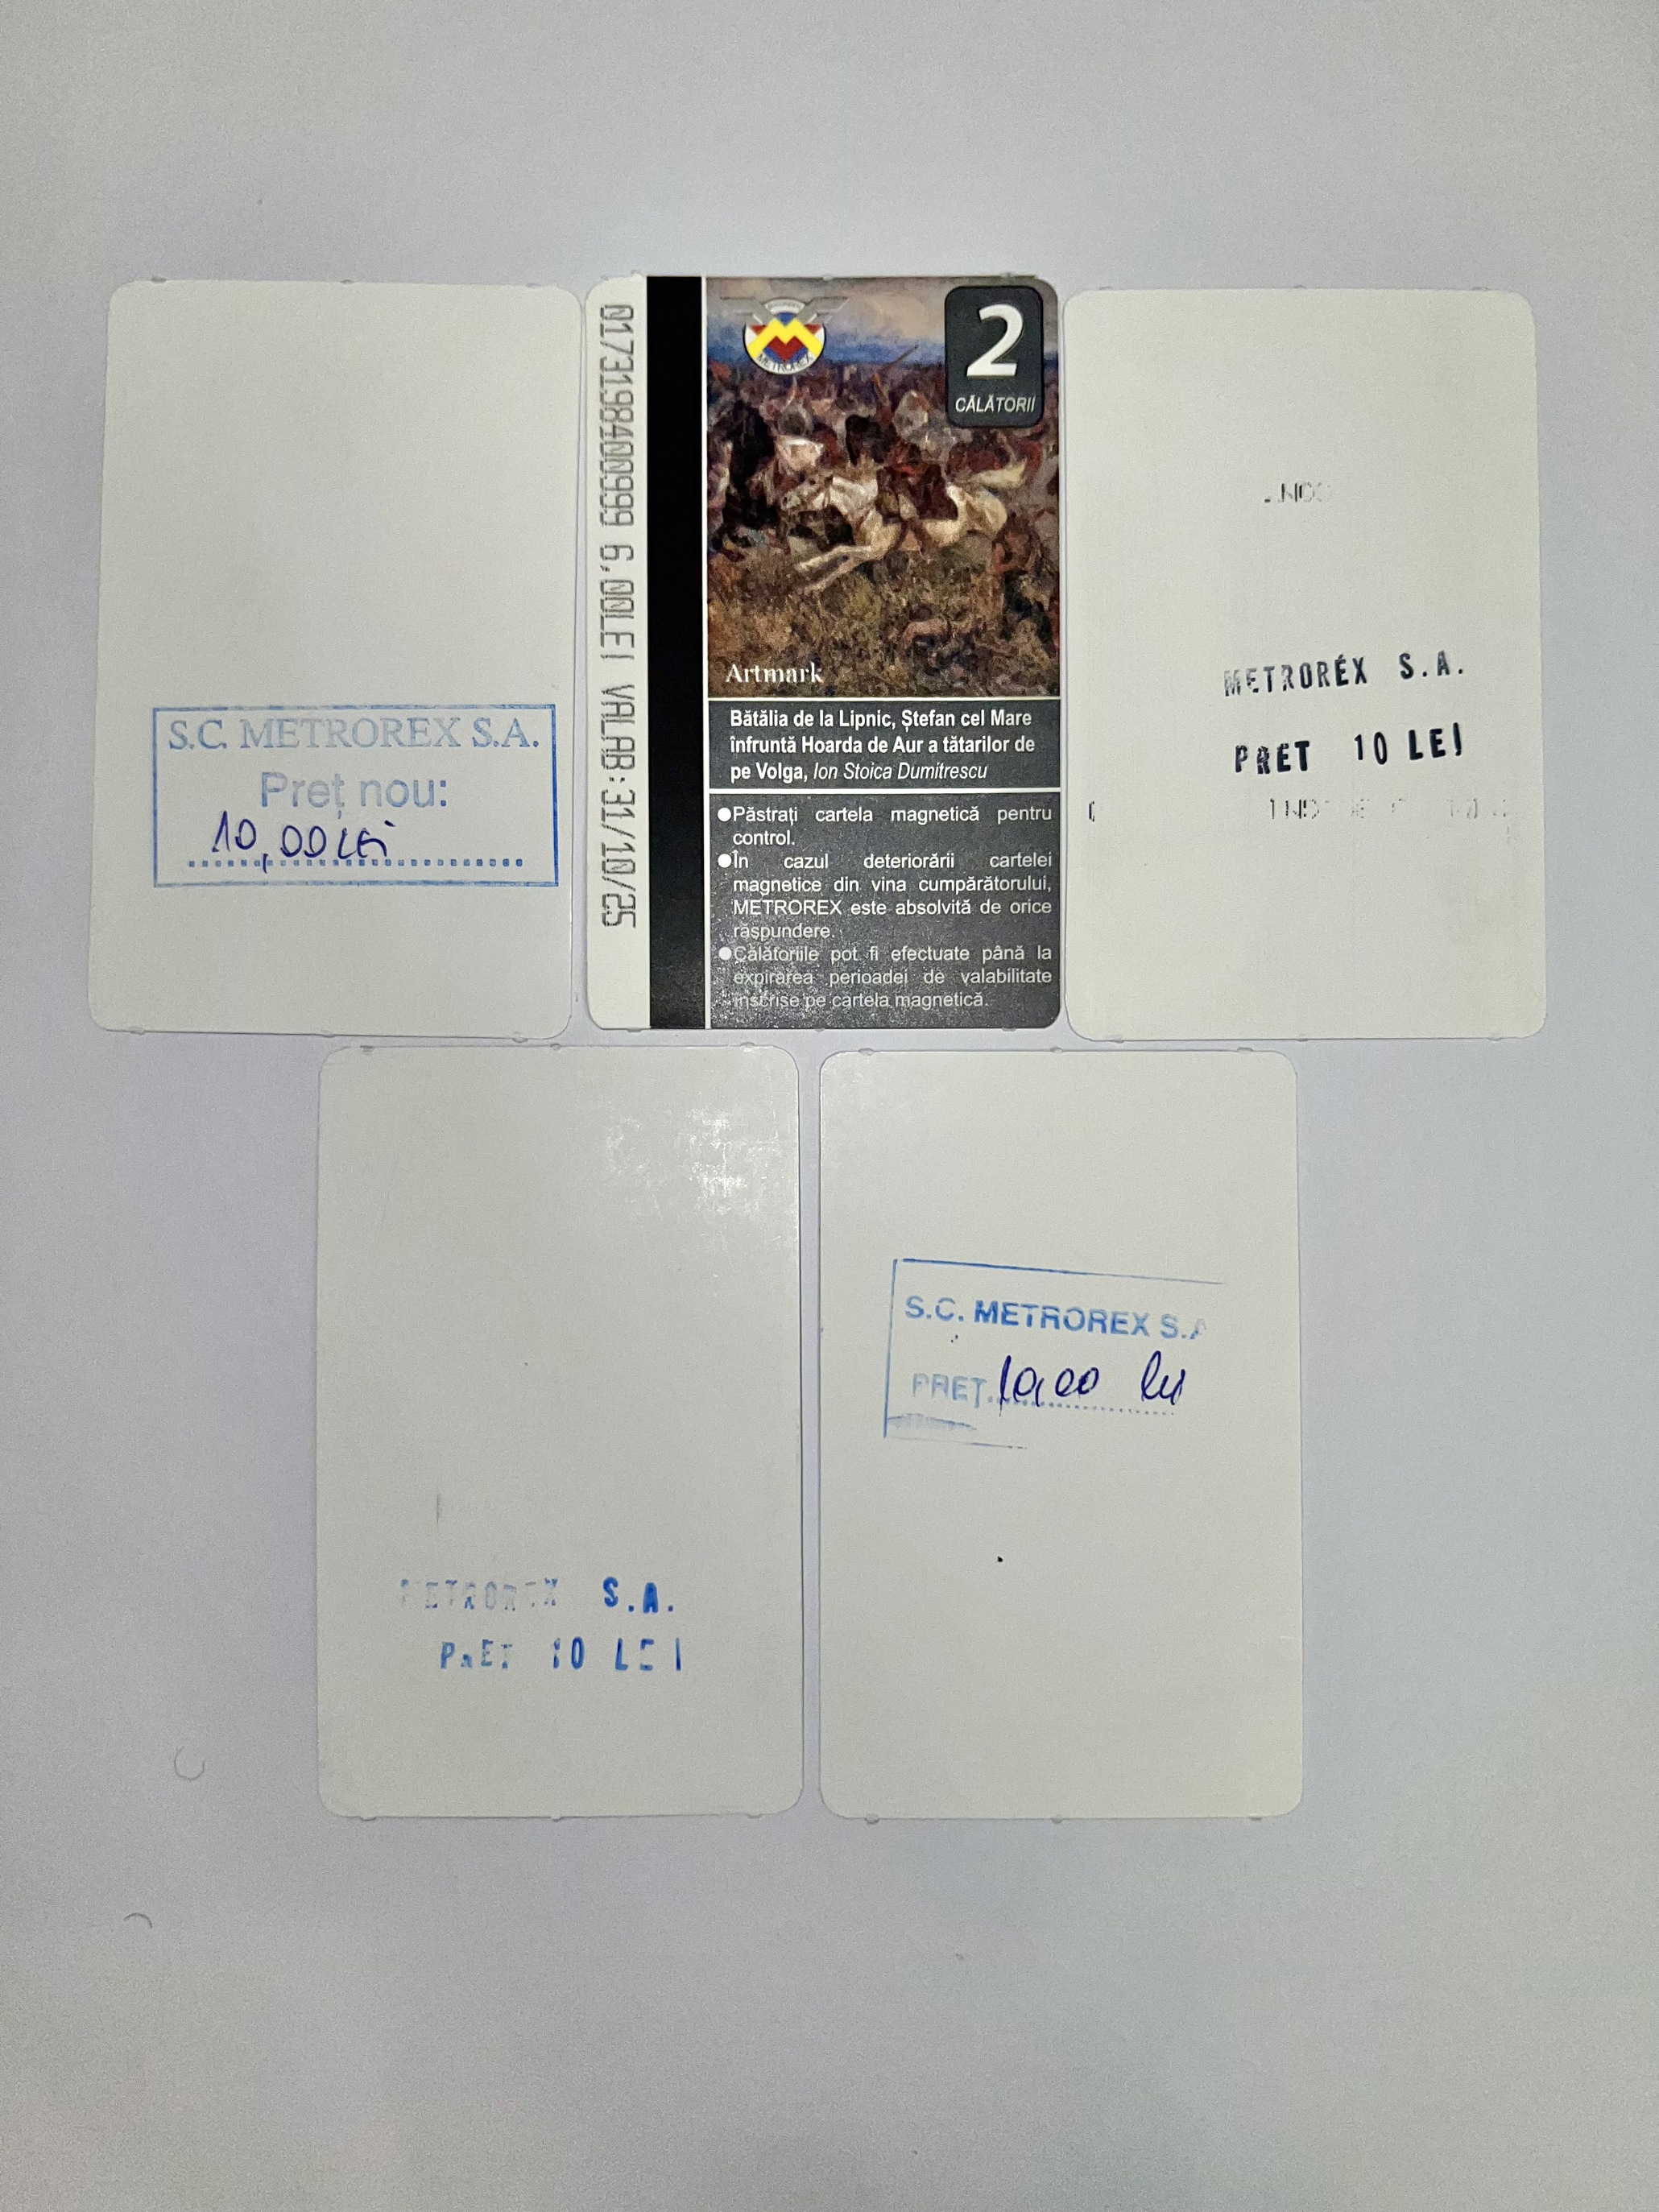 S.C. METROREX S.A.
Preț nou:
10,00 LEI
0173198400999 6,00LEI VALAB:31/10/25
METROREX
2
CĂLĂTORII
Artmark
Bătălia de la Lipnic, Ștefan cel Mare
înfruntă Hoarda de Aur a tătarilor de
pe Volga, Ion Stoica Dumitrescu
●Păstrați cartela magnetică pentru
control.
●În cazul deteriorării cartelei
magnetice din vina cumpărătorului,
METROREX este absolvită de orice
răspundere.
●Călătoriile pot fi efectuate până la
expirarea perioadei de valabilitate
înscrise pe cartela magnetică.
METROREX S.A.
PRET 10 LEI
METROREX S.A.
PRET 10 LEI
S.C. METROREX S.A
PREȚ 10,00 lei